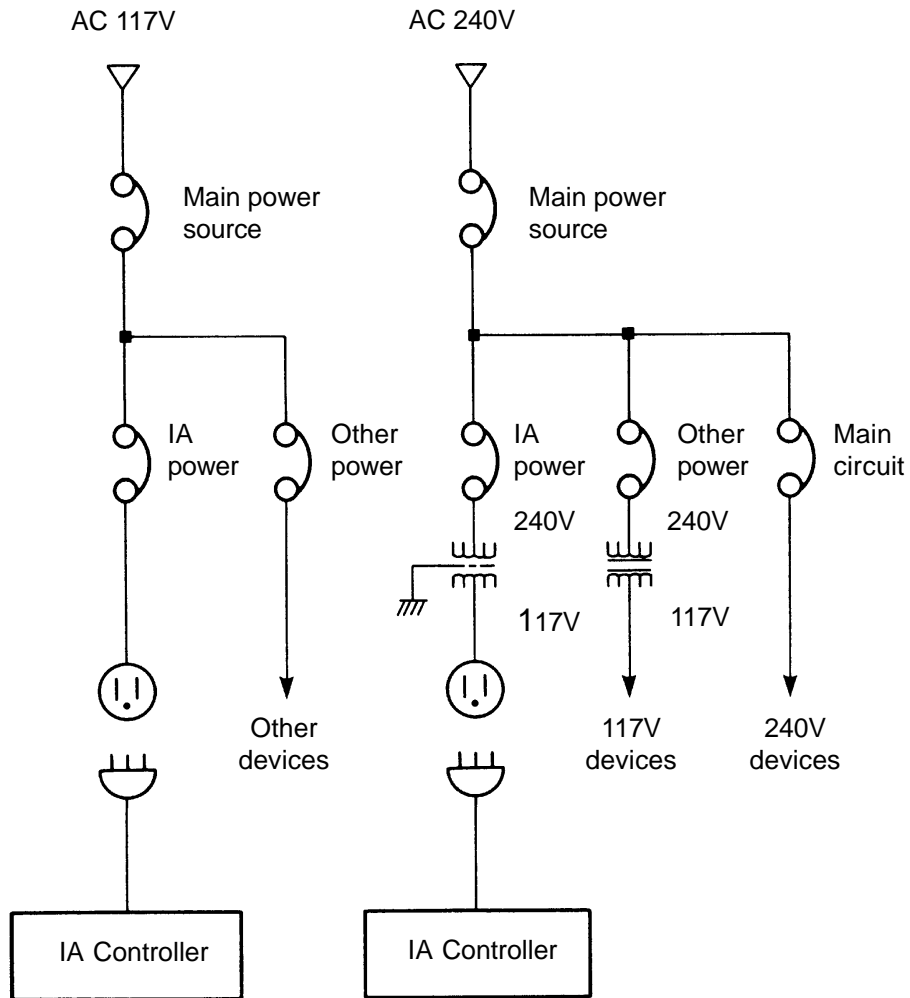 AC 117V
AC 240V
Main power
source
Main power
source
IA
power
Other
power
IA
power
Other
power
Main
circuit
240V
240V
117V
117V
Other
devices
117V
devices
240V
devices
IA Controller
IA Controller